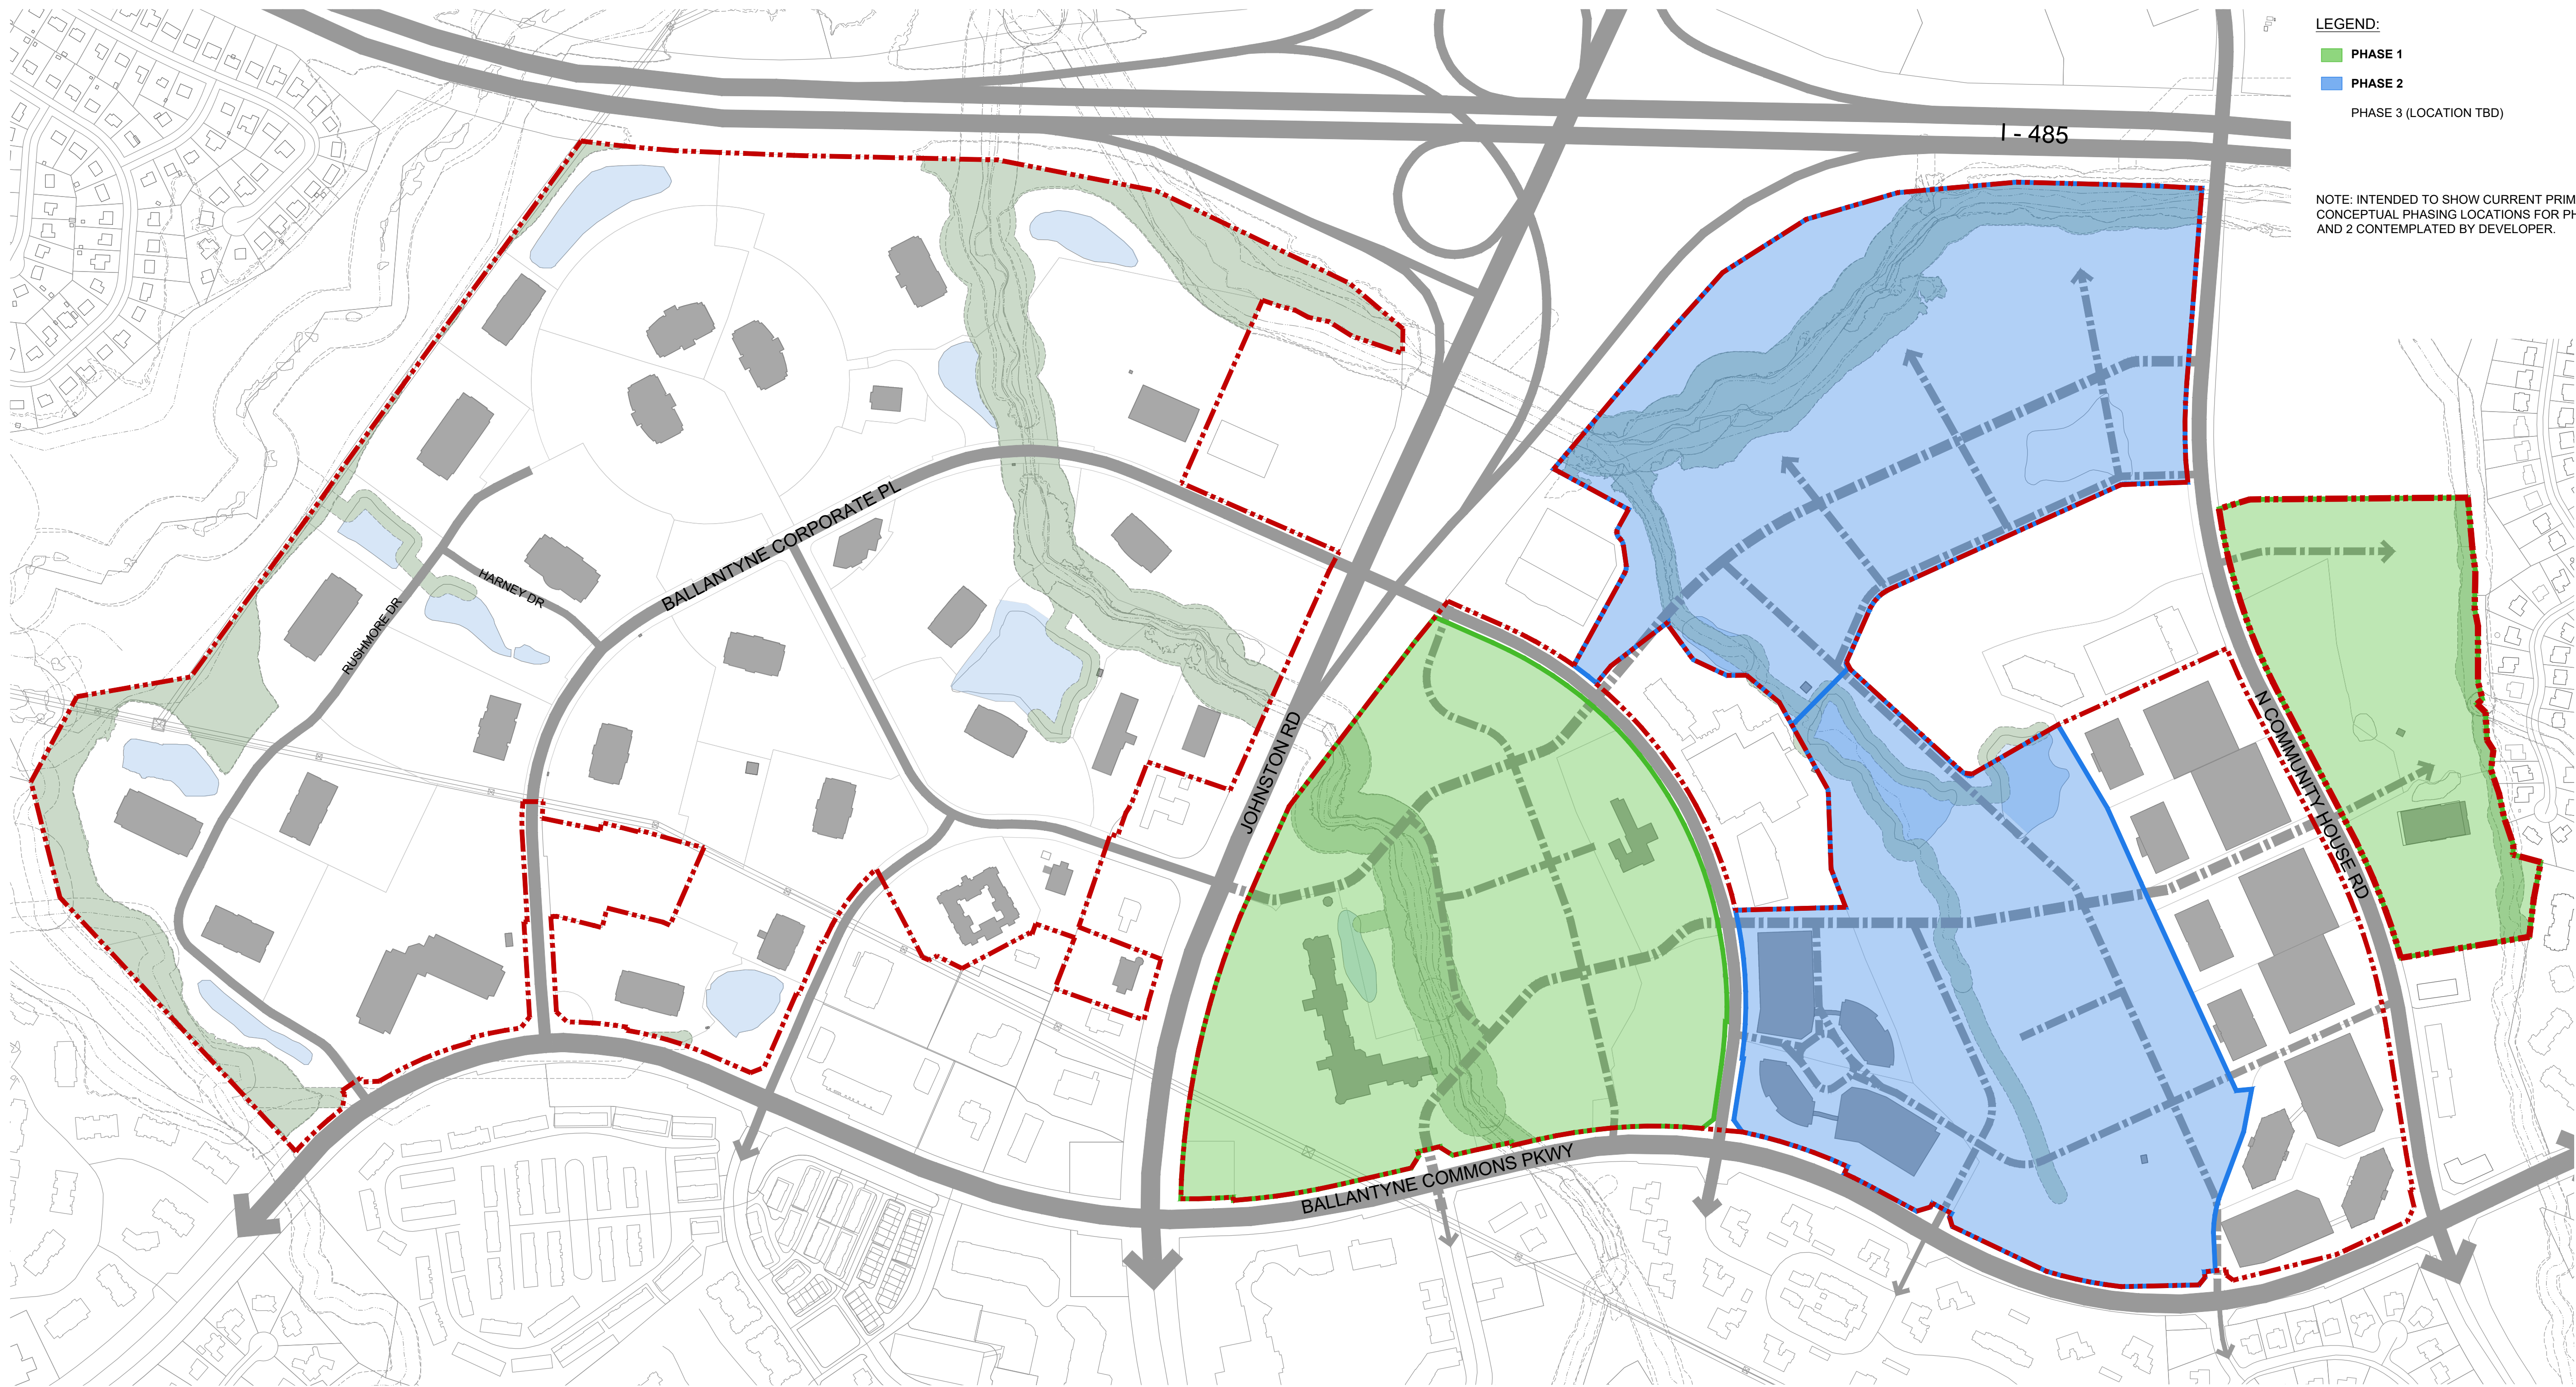 LEGEND:
PHASE 1
PHASE 2
PHASE 3 (LOCATION TBD)
I - 485
NOTE: INTENDED TO SHOW CURRENT PRIM
CONCEPTUAL PHASING LOCATIONS FOR PH
AND 2 CONTEMPLATED BY DEVELOPER.
BALLANTYNE CORPORATE PL
HARNEY DR
RUSHMORE DR
JOHNSTON RD
N COMMUNITY HOUSE RD
BALLANTYNE COMMONS PKWY